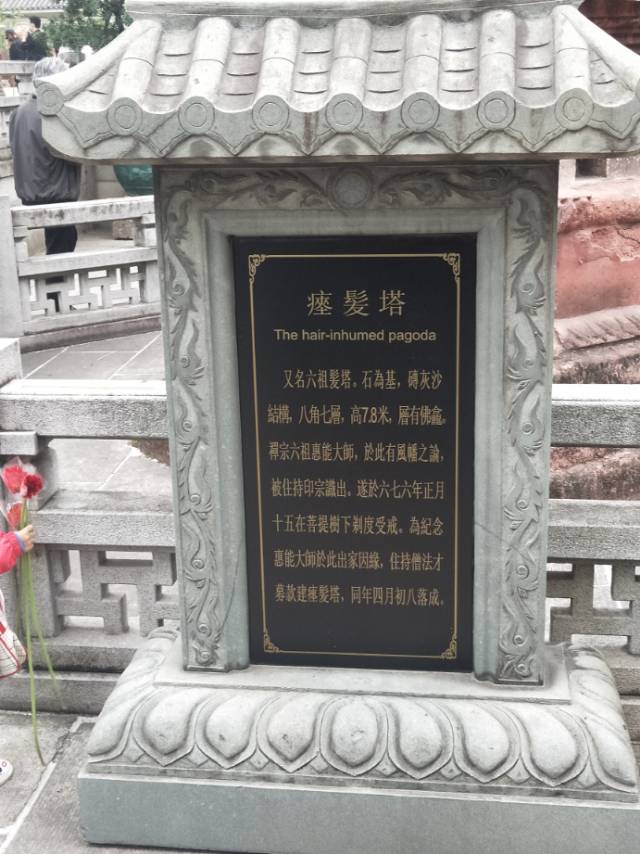 瘞髮塔
The hair-inhumed pagoda
又名六祖髮塔。石為基，磚灰沙
結構，八角七層，高7.8米，層有佛龕。
禪宗六祖惠能大師，於此有風幡之論，
被住持印宗識出。遂於六七六年正月
十五在菩提樹下剃度受戒。為紀念
惠能大師於此出家因緣，住持僧法才
募款建瘞髮塔，同年四月初八落成。